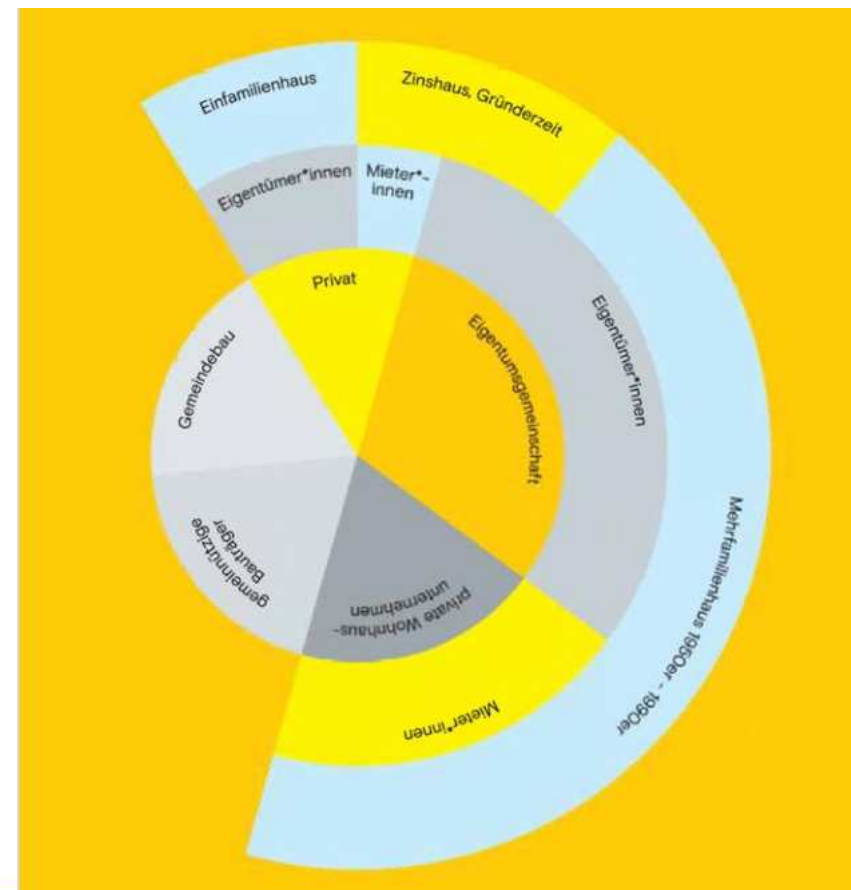 Einfamilienhaus
Zinshaus, Gründerzeit
Eigentümer*innen
Mieter*-
innen
Privat
Eigentumsgemeinschaft
Eigentümer*innen
Gemeindebau
gemeinnützige
Bauträger
private Wohnhaus-
unternehmen
Mieter*innen
Mehrfamilienhaus 1950er - 1990er